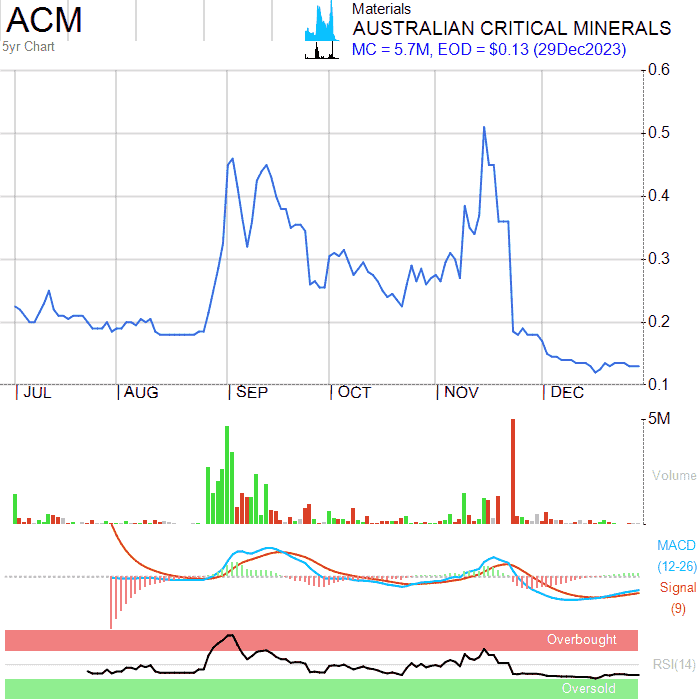 ACM
5yr Chart
Materials
AUSTRALIAN CRITICAL MINERALS
MC = 5.7M, EOD = $0.13 (29Dec2023)
0.6
0.5
0.4
0.3
0.2
0.1
JUL AUG SEP OCT NOV DEC
5M
Volume
MACD
(12-26)
Signal
(9)
Overbought
RSI(14)
Oversold